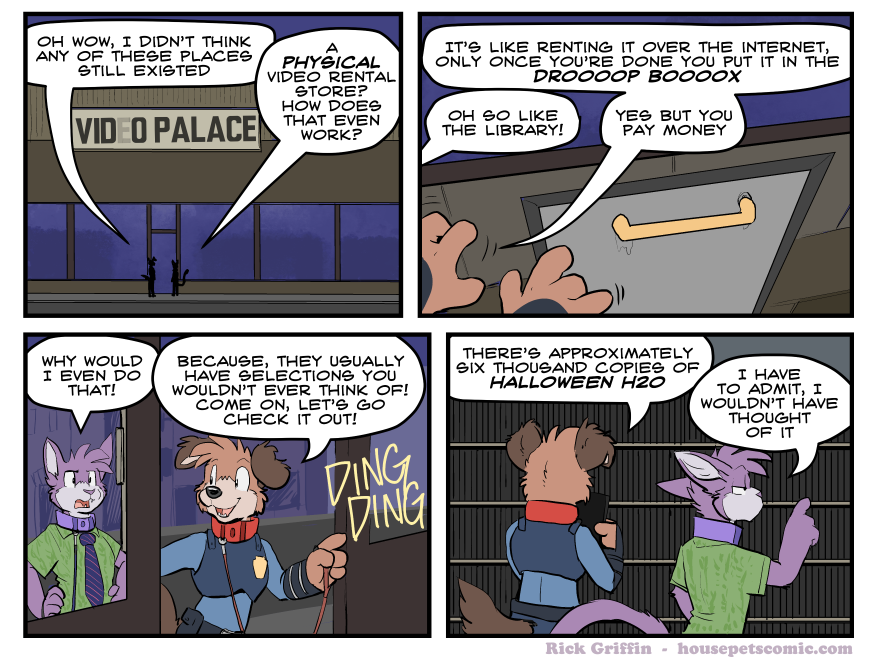 OH WOW, I DIDN'T THINK
ANY OF THESE PLACES
STILL EXISTED
A
PHYSICAL
VIDEO RENTAL
STORE?
HOW DOES
THAT EVEN
WORK?
VIDEO PALACE
IT'S LIKE RENTING IT OVER THE INTERNET,
ONLY ONCE YOU'RE DONE YOU PUT IT IN THE
DROOOOP BOOOOX
OH SO LIKE
THE LIBRARY!
YES BUT YOU
PAY MONEY
WHY WOULD
I EVEN DO
THAT!
BECAUSE, THEY USUALLY
HAVE SELECTIONS YOU
WOULDN'T EVER THINK OF!
COME ON, LET'S GO
CHECK IT OUT!
DING
DING
THERE'S APPROXIMATELY
SIX THOUSAND COPIES OF
HALLOWEEN H2O
I HAVE
TO ADMIT, I
WOULDN'T HAVE
THOUGHT
OF IT
Rick Griffin - housepetscomic.com